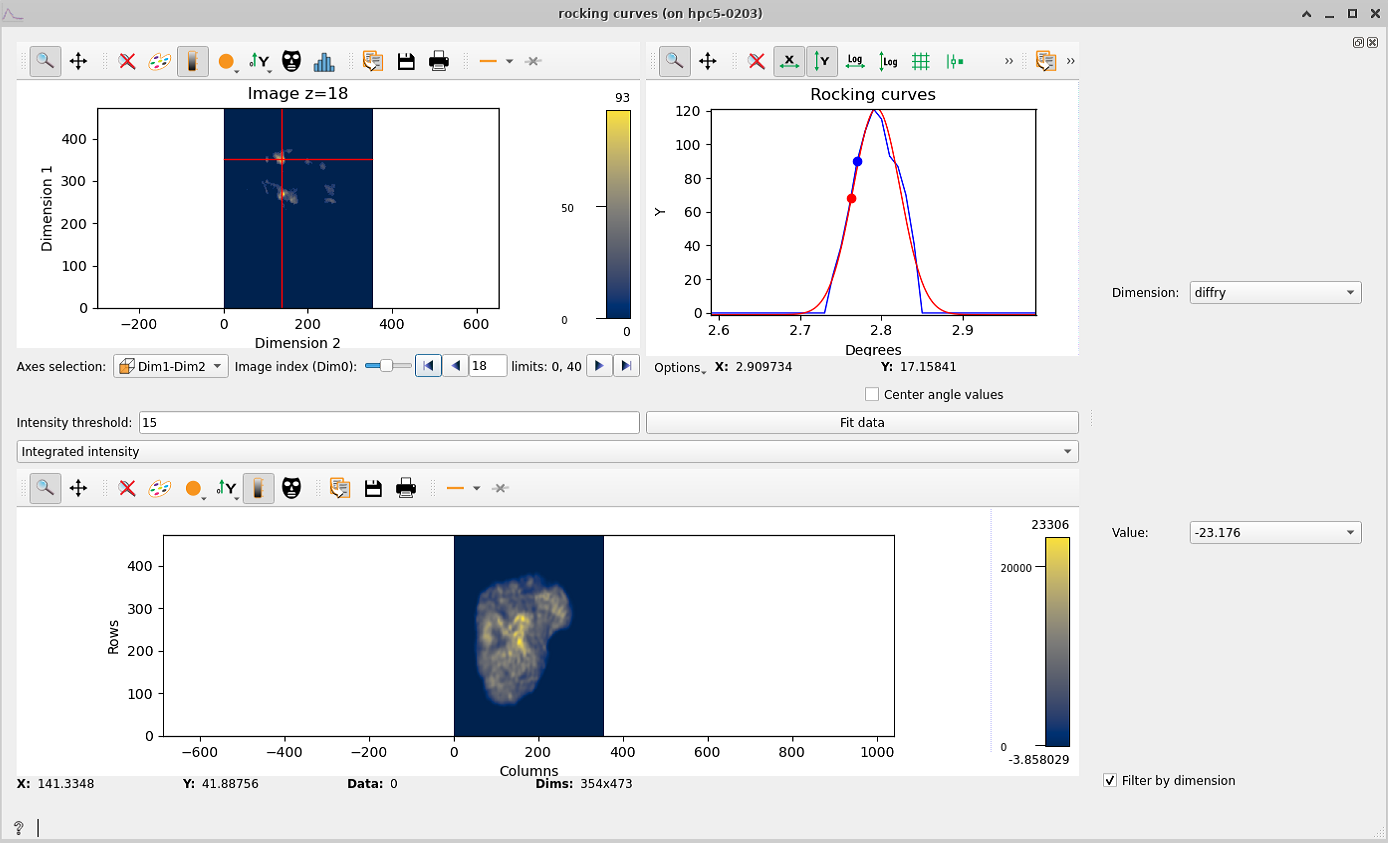 rocking curves (on hpc5-0203)
Y
X
Y
Log
Log
»
»
Image z=18
93
50
0
0
400
300
200
100
0
Dimension 1
−200
0
200
400
600
Dimension 2
Rocking curves
120
100
80
60
40
20
0
Y
2.6
2.7
2.8
2.9
Degrees
Dimension:
diffry
Axes selection:
Dim1-Dim2
Image index (Dim0):
18
limits: 0, 40
Options
X: 2.909734
Y: 17.15841
Center angle values
Intensity threshold:
15
Fit data
Integrated intensity
Y
400
300
200
100
0
Rows
−600
−400
−200
0
200
400
600
800
1000
Columns
23306
20000
0
-3.858029
Value:
-23.176
X: 141.3348
Y: 41.88756
Data: 0
Dims: 354x473
Filter by dimension
?